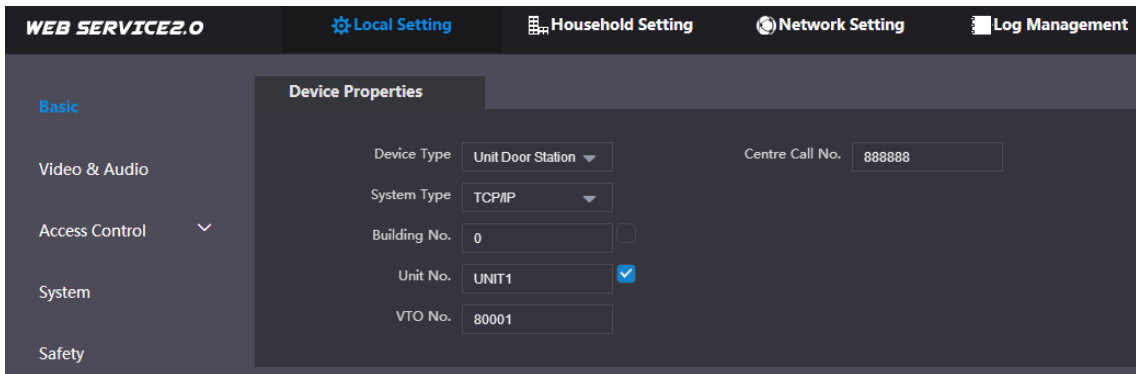 WEB SERVICE2.0 Local Setting Household Setting Network Setting Log Management
Basic
Video & Audio
Access Control
System
Safety
Device Properties
Device Type Unit Door Station Centre Call No. 888888
System Type TCP/IP
Building No. 0
Unit No. UNIT1
VTO No. 80001